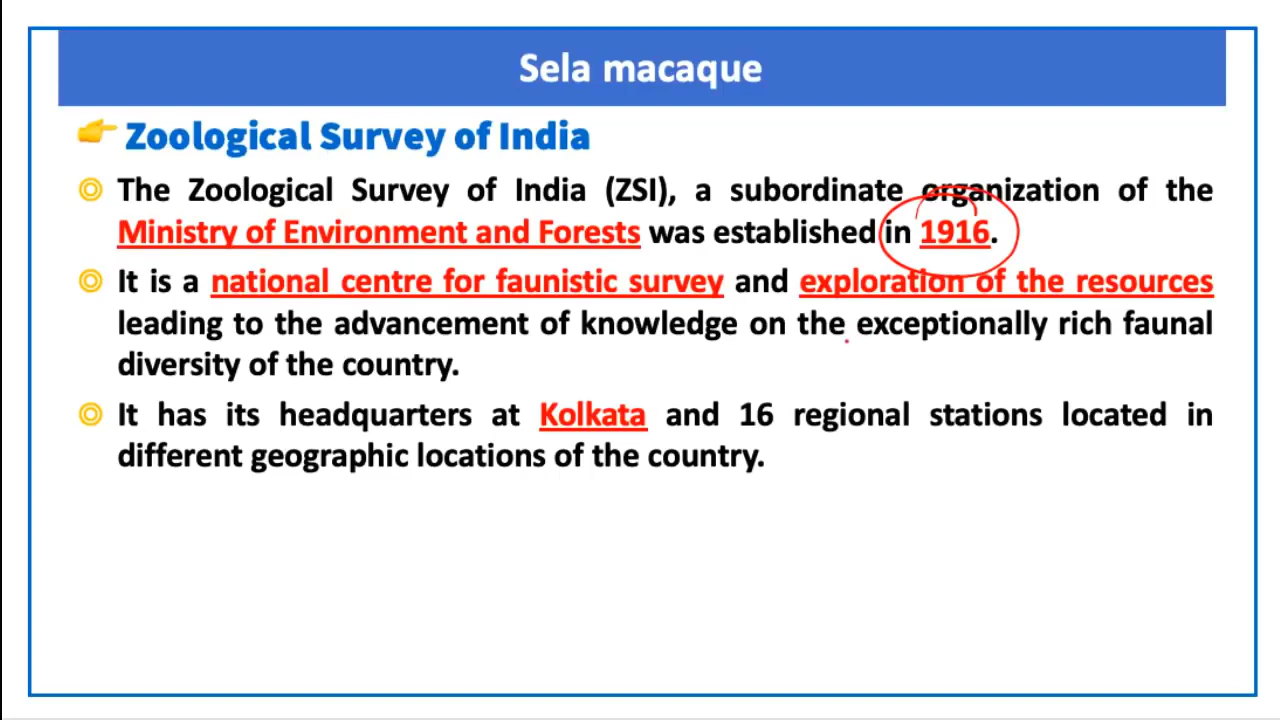 Sela macaque
Zoological Survey of India
The Zoological Survey of India (ZSI), a subordinate organization of the
Ministry of Environment and Forests was established in 1916.
It is a national centre for faunistic survey and exploration of the resources
leading to the advancement of knowledge on the exceptionally rich faunal
diversity of the country.
It has its headquarters at Kolkata and 16 regional stations located in
different geographic locations of the country.